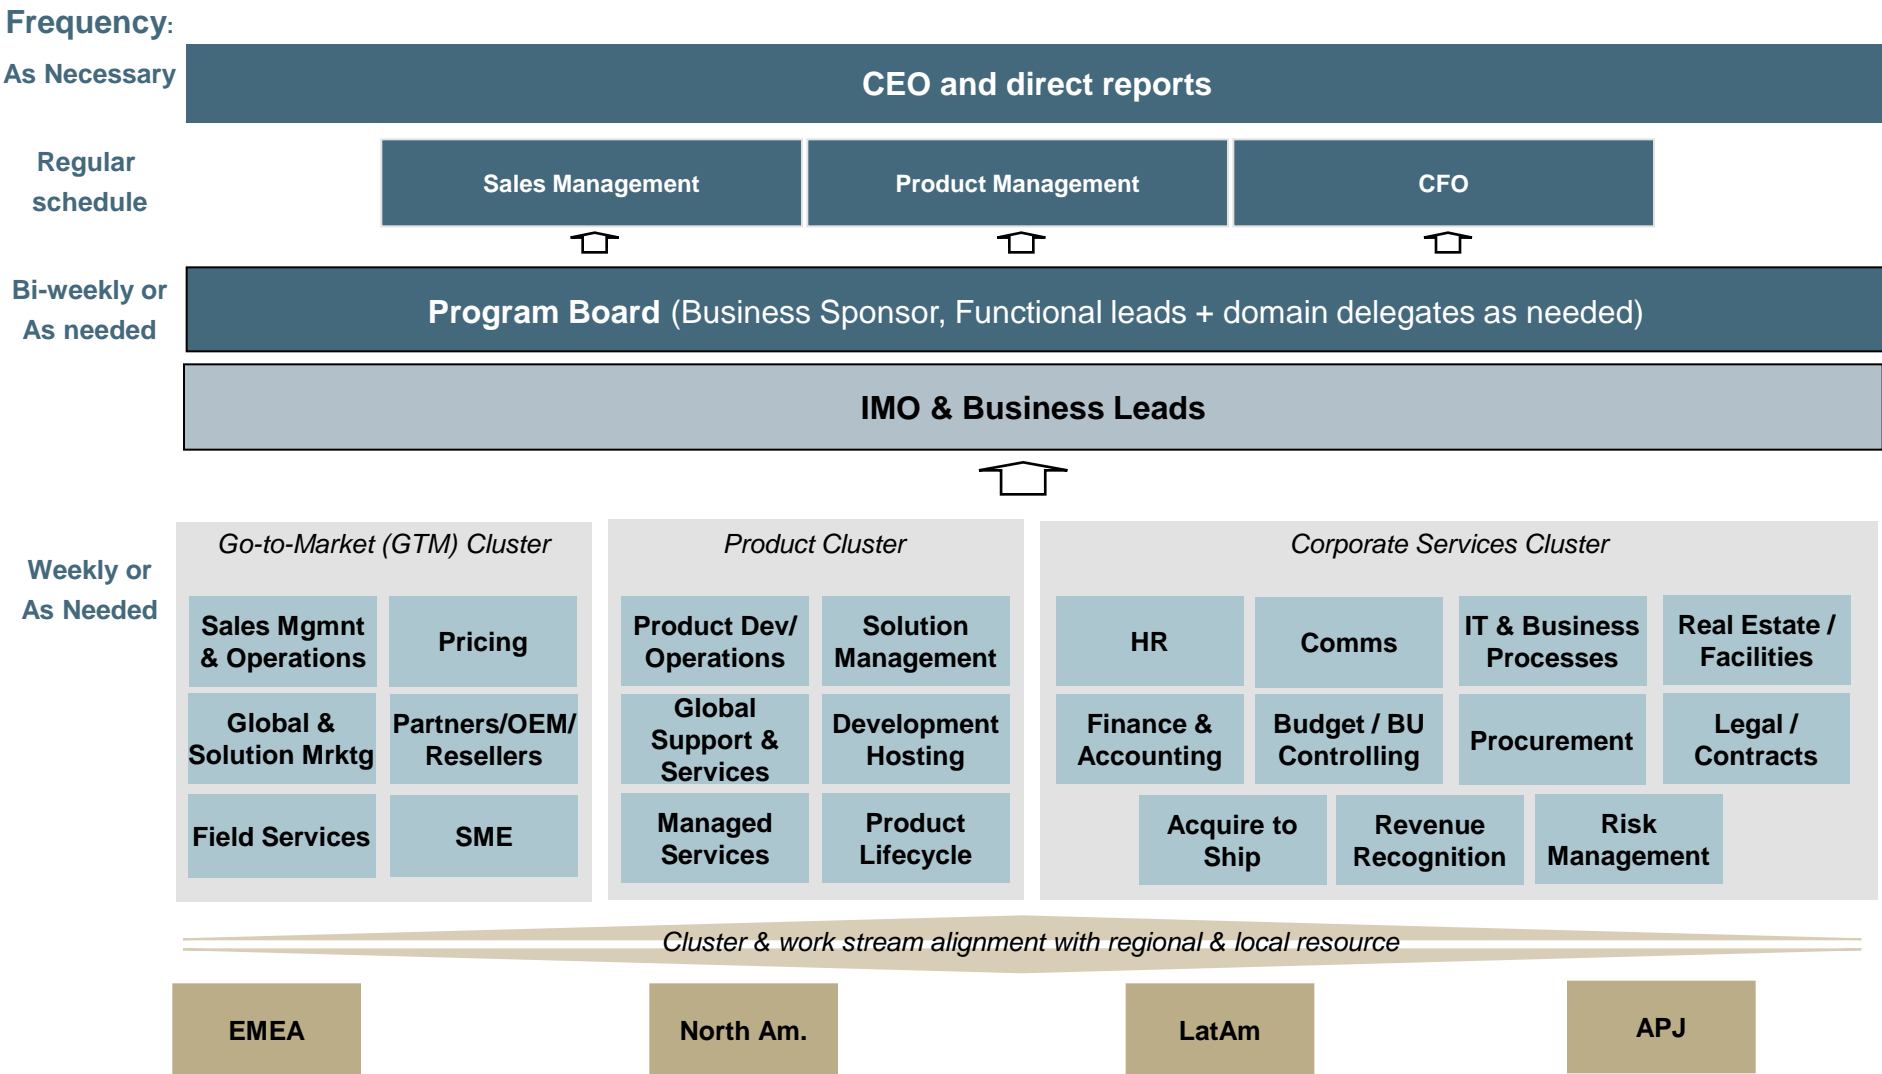 Frequency:
As Necessary
CEO and direct reports
Regular
schedule
Sales Management
Product Management
CFO
Bi-weekly or
As needed
Program Board (Business Sponsor, Functional leads + domain delegates as needed)
IMO & Business Leads
Weekly or
As Needed
Go-to-Market (GTM) Cluster
Sales Mgmnt
& Operations
Pricing
Global &
Solution Mrktg
Partners/OEM/
Resellers
Field Services
SME
Product Cluster
Product Dev/
Operations
Solution
Management
Global
Support &
Services
Development
Hosting
Managed
Services
Product
Lifecycle
Corporate Services Cluster
HR
Comms
IT & Business
Processes
Real Estate /
Facilities
Finance &
Accounting
Budget / BU
Controlling
Procurement
Legal /
Contracts
Acquire to
Ship
Revenue
Recognition
Risk
Management
Cluster & work stream alignment with regional & local resource
EMEA
North Am.
LatAm
APJ